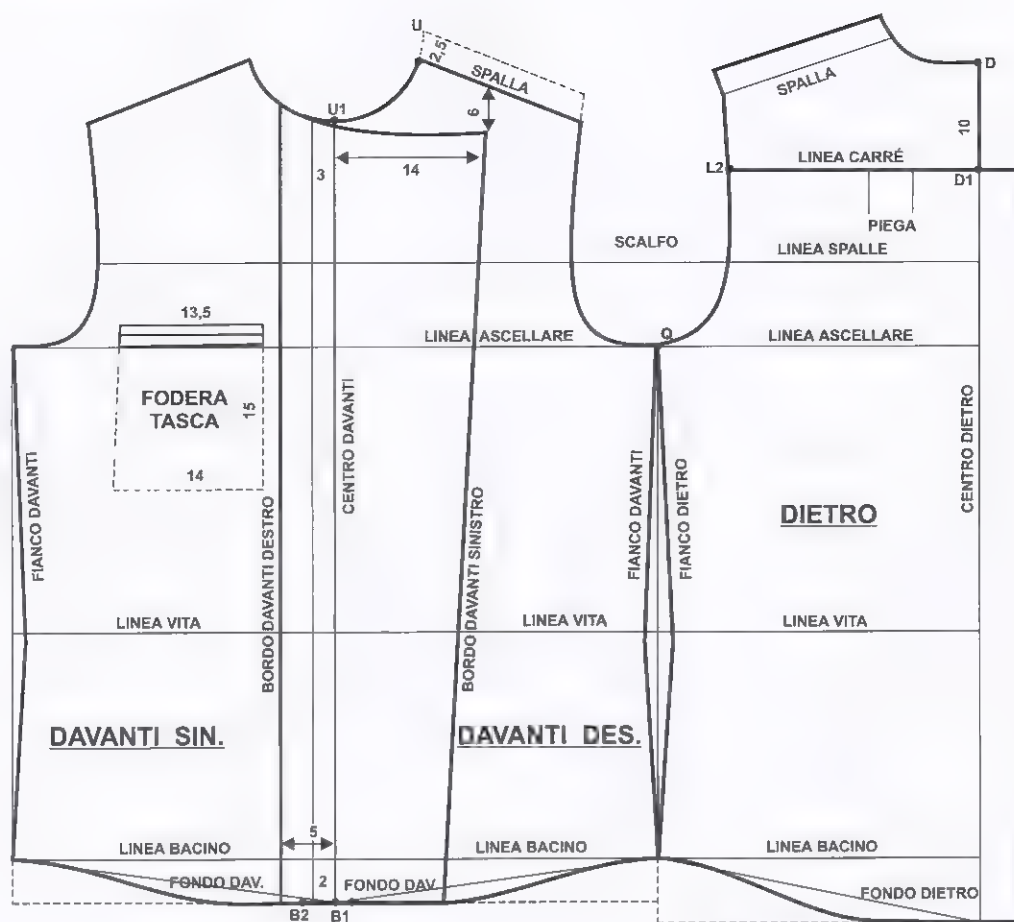 U
2,5
SPALLA
U1
6
3
14
D
SPALLA
10
LINEA CARRÉ
L2
D1
PIEGA
SCALFO
LINEA SPALLE
13,5
LINEA ASCELLARE
Q
LINEA ASCELLARE
FODERA
TASCA
15
14
FIANCO DAVANTI
BORDO DAVANTI DESTRO
CENTRO DAVANTI
BORDO DAVANTI SINISTRO
FIANCO DAVANTI
FIANCO DIETRO
DIETRO
CENTRO DIETRO
LINEA VITA
LINEA VITA
LINEA VITA
DAVANTI SIN.
DAVANTI DES.
5
LINEA BACINO
LINEA BACINO
LINEA BACINO
FONDO DAV.
2
FONDO DAV.
FONDO DIETRO
B2
B1